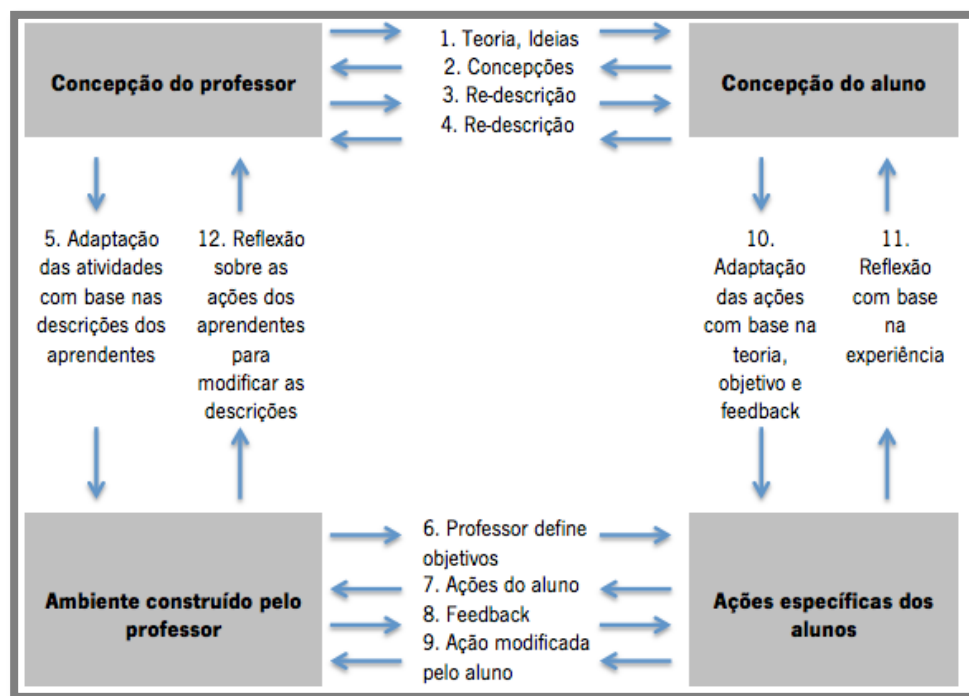 Concepção do professor
1. Teoria, Ideias
2. Concepções
3. Re-descrição
4. Re-descrição
Concepção do aluno
5. Adaptação
das atividades
com base nas
descrições dos
aprendentes
12. Reflexão
sobre as
ações dos
aprendentes
para
modificar as
descrições
10.
Adaptação
das ações
com base na
teoria,
objetivo e
feedback
11.
Reflexão
com base
na
experiência
Ambiente construído pelo
professor
6. Professor define
objetivos
7. Ações do aluno
8. Feedback
9. Ação modificada
pelo aluno
Ações específicas dos
alunos